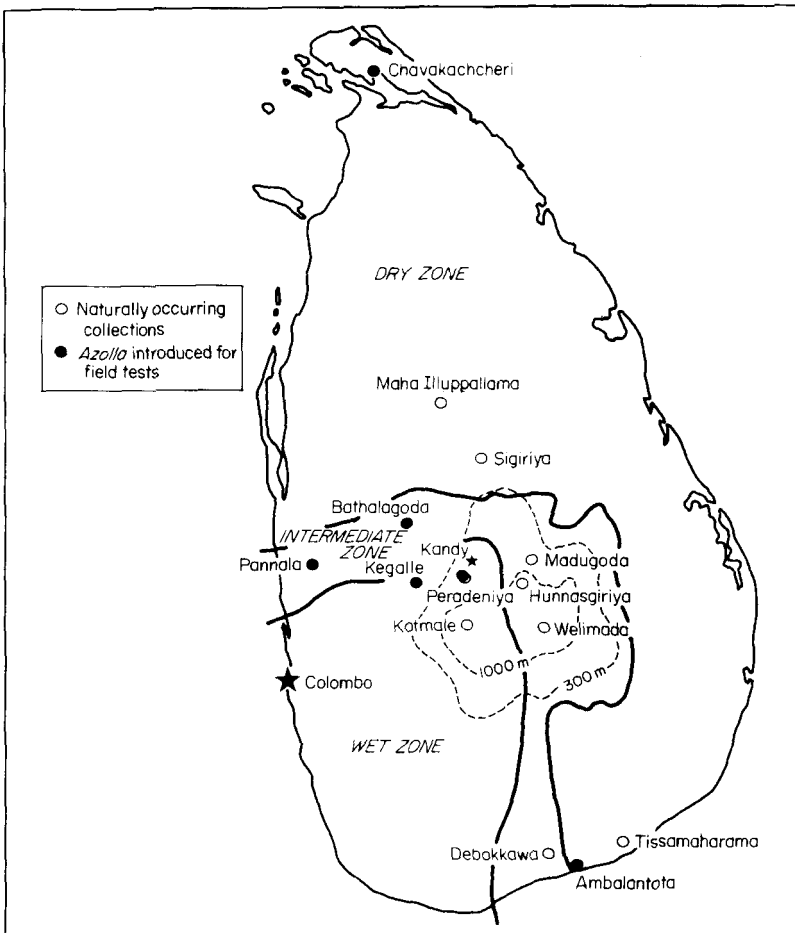 Chavakachcheri
DRY ZONE
○ Naturally occurring
collections
● Azolla introduced for
field tests
Maha Illuppallama
Sigiriya
Bathalagoda
INTERMEDIATE
ZONE
Kandy
Madugoda
Pannala
Kegalle
Peradeniya
Hunnasgiriya
Kotmale
Welimada
1000 m
300 m
Colombo
WET ZONE
Debokkawa
Tissamaharama
Ambalantota